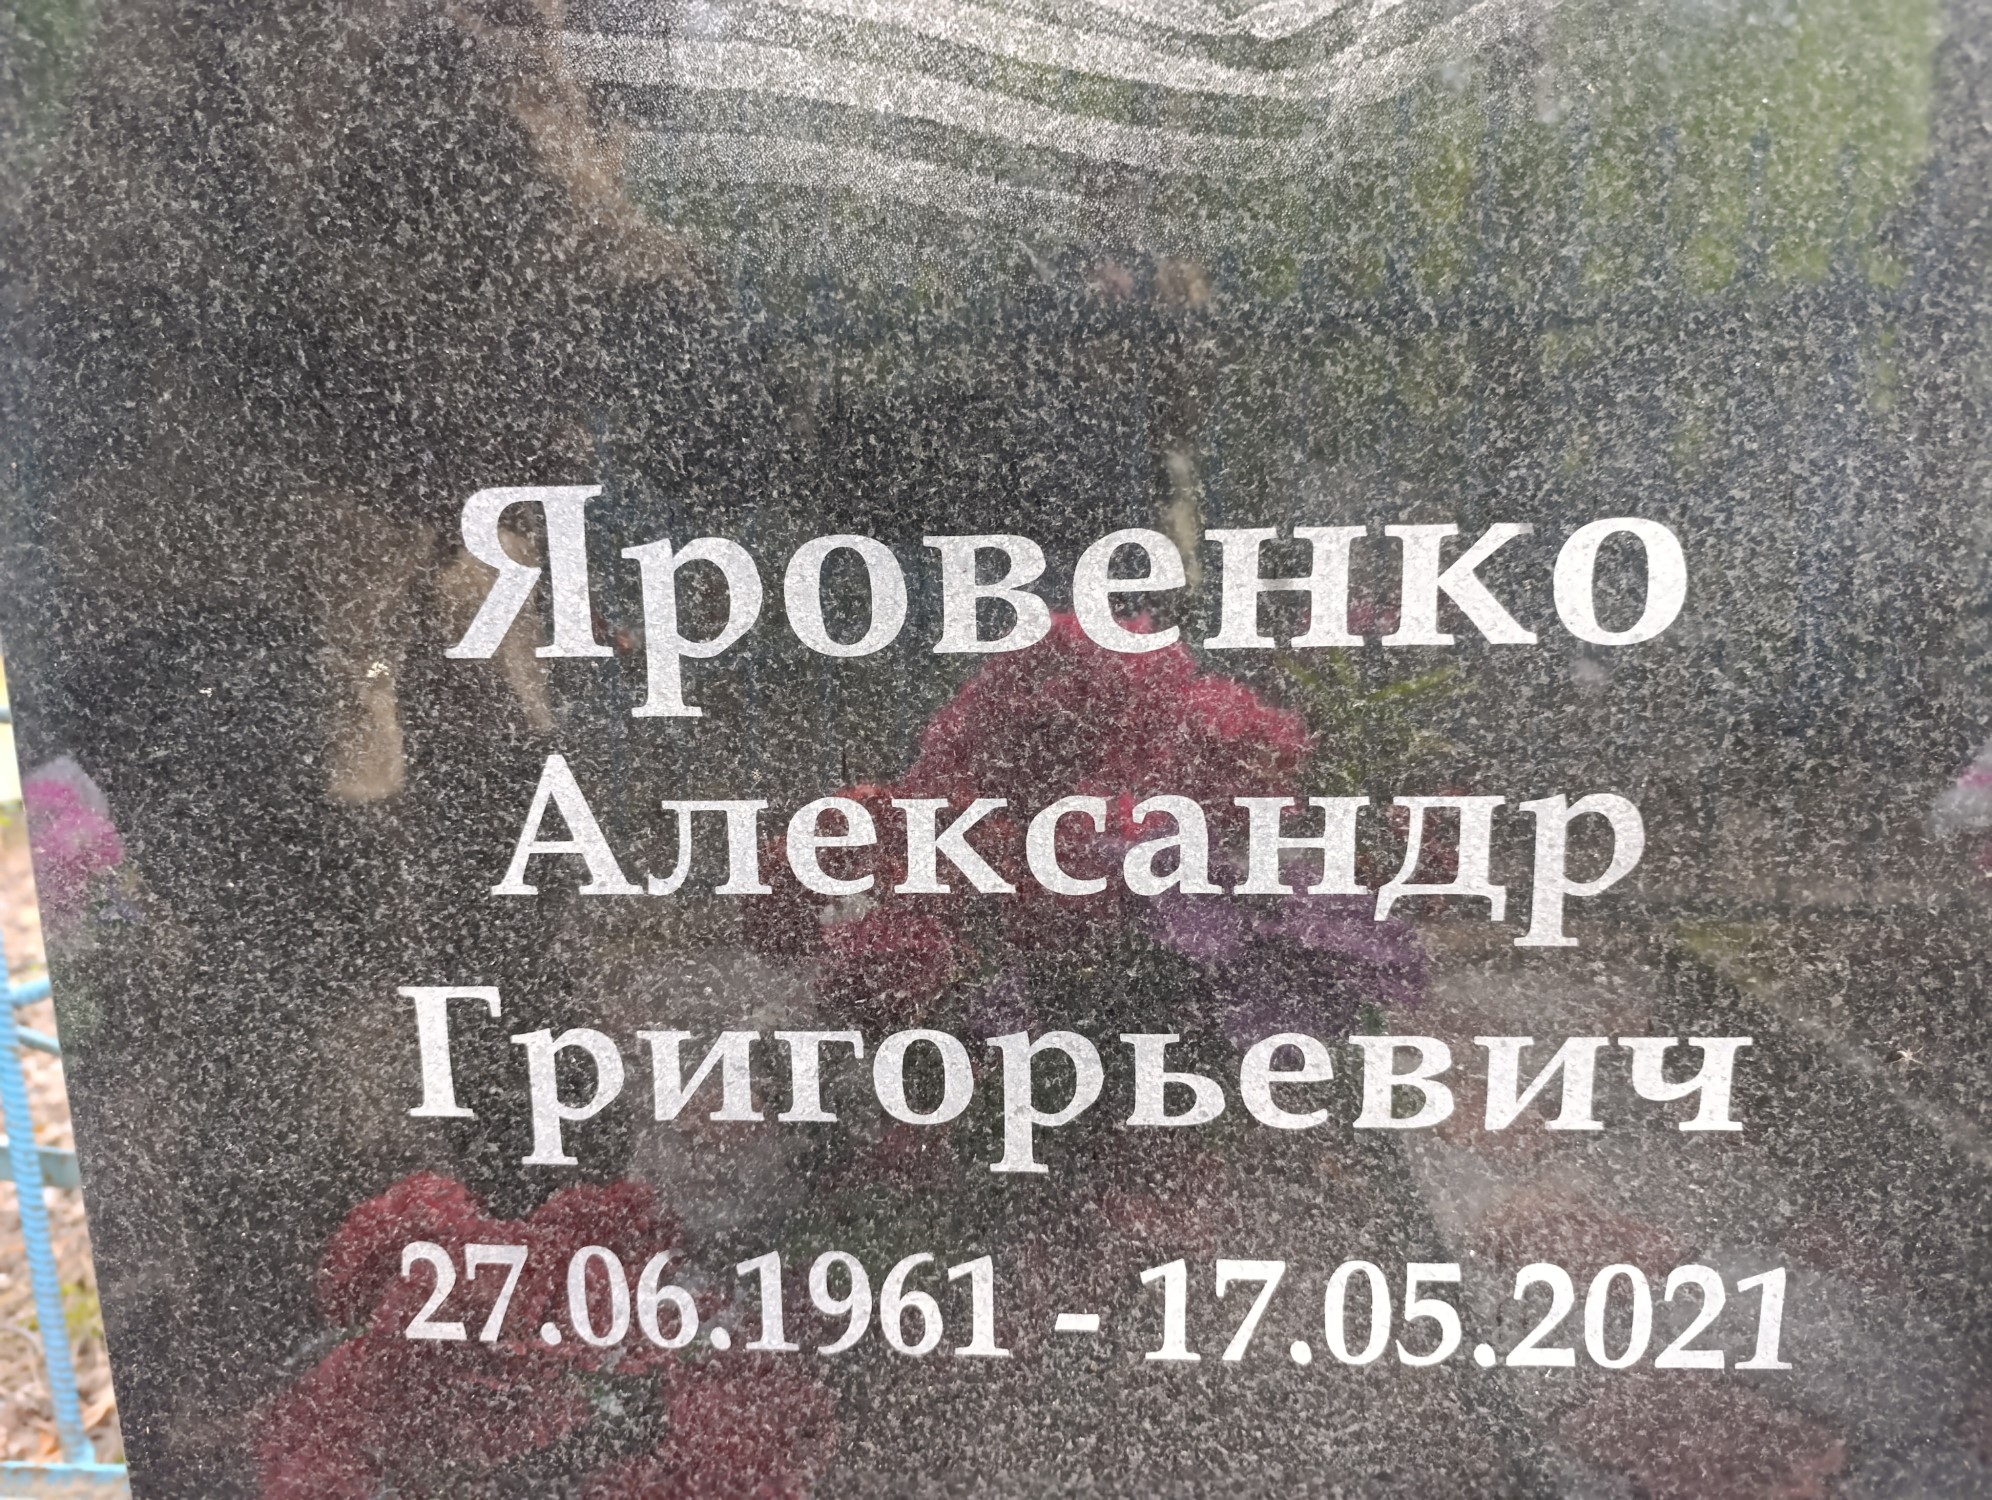 Яровенко
Александр
Григорьевич
27.06.1961 - 17.05.2021